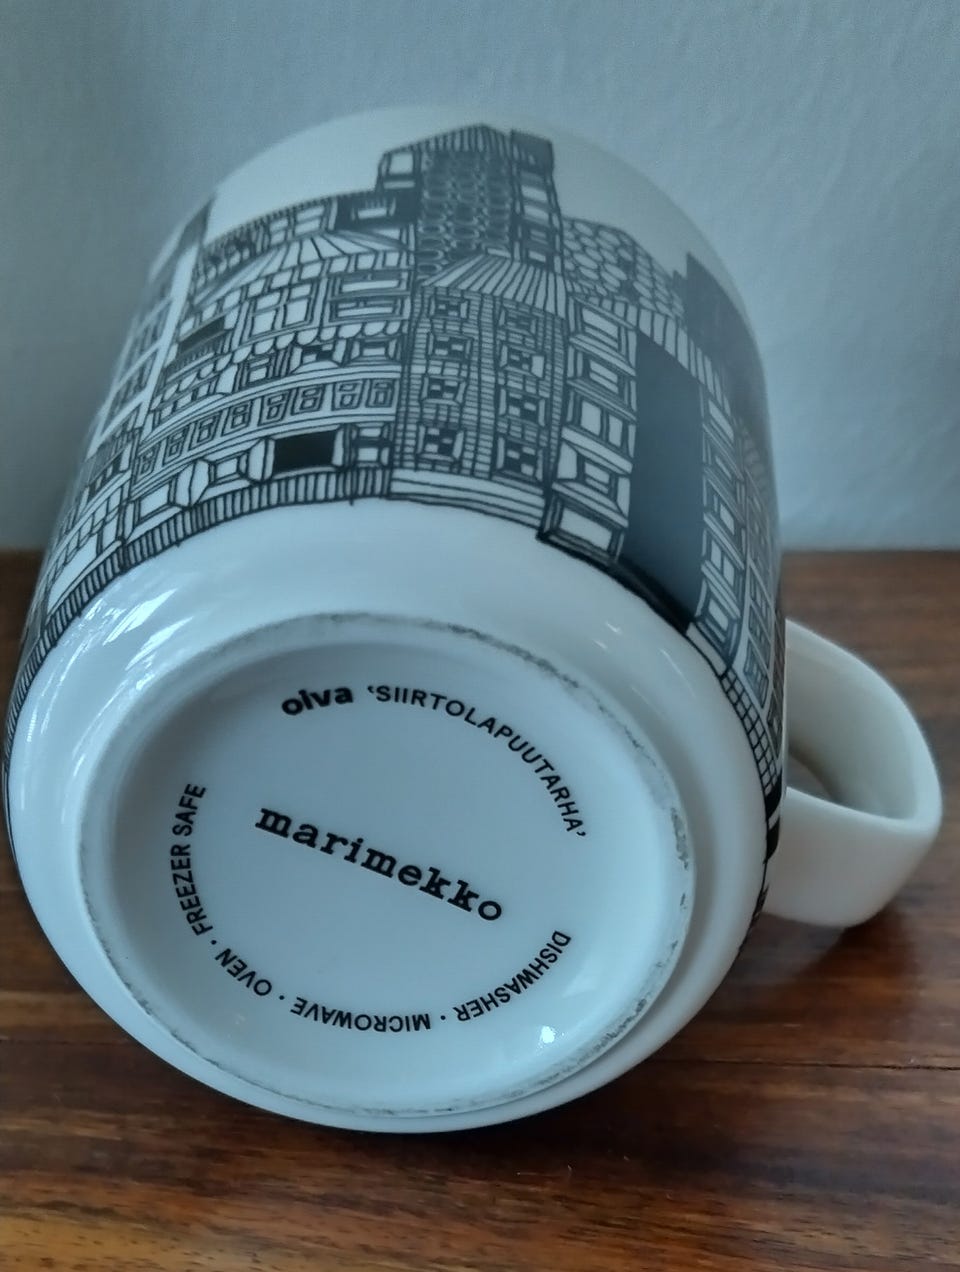 oiva 'SIIRTOLAPUUTARHA'
marimekko
DISHWASHER · MICROWAVE · OVEN · FREEZER SAFE